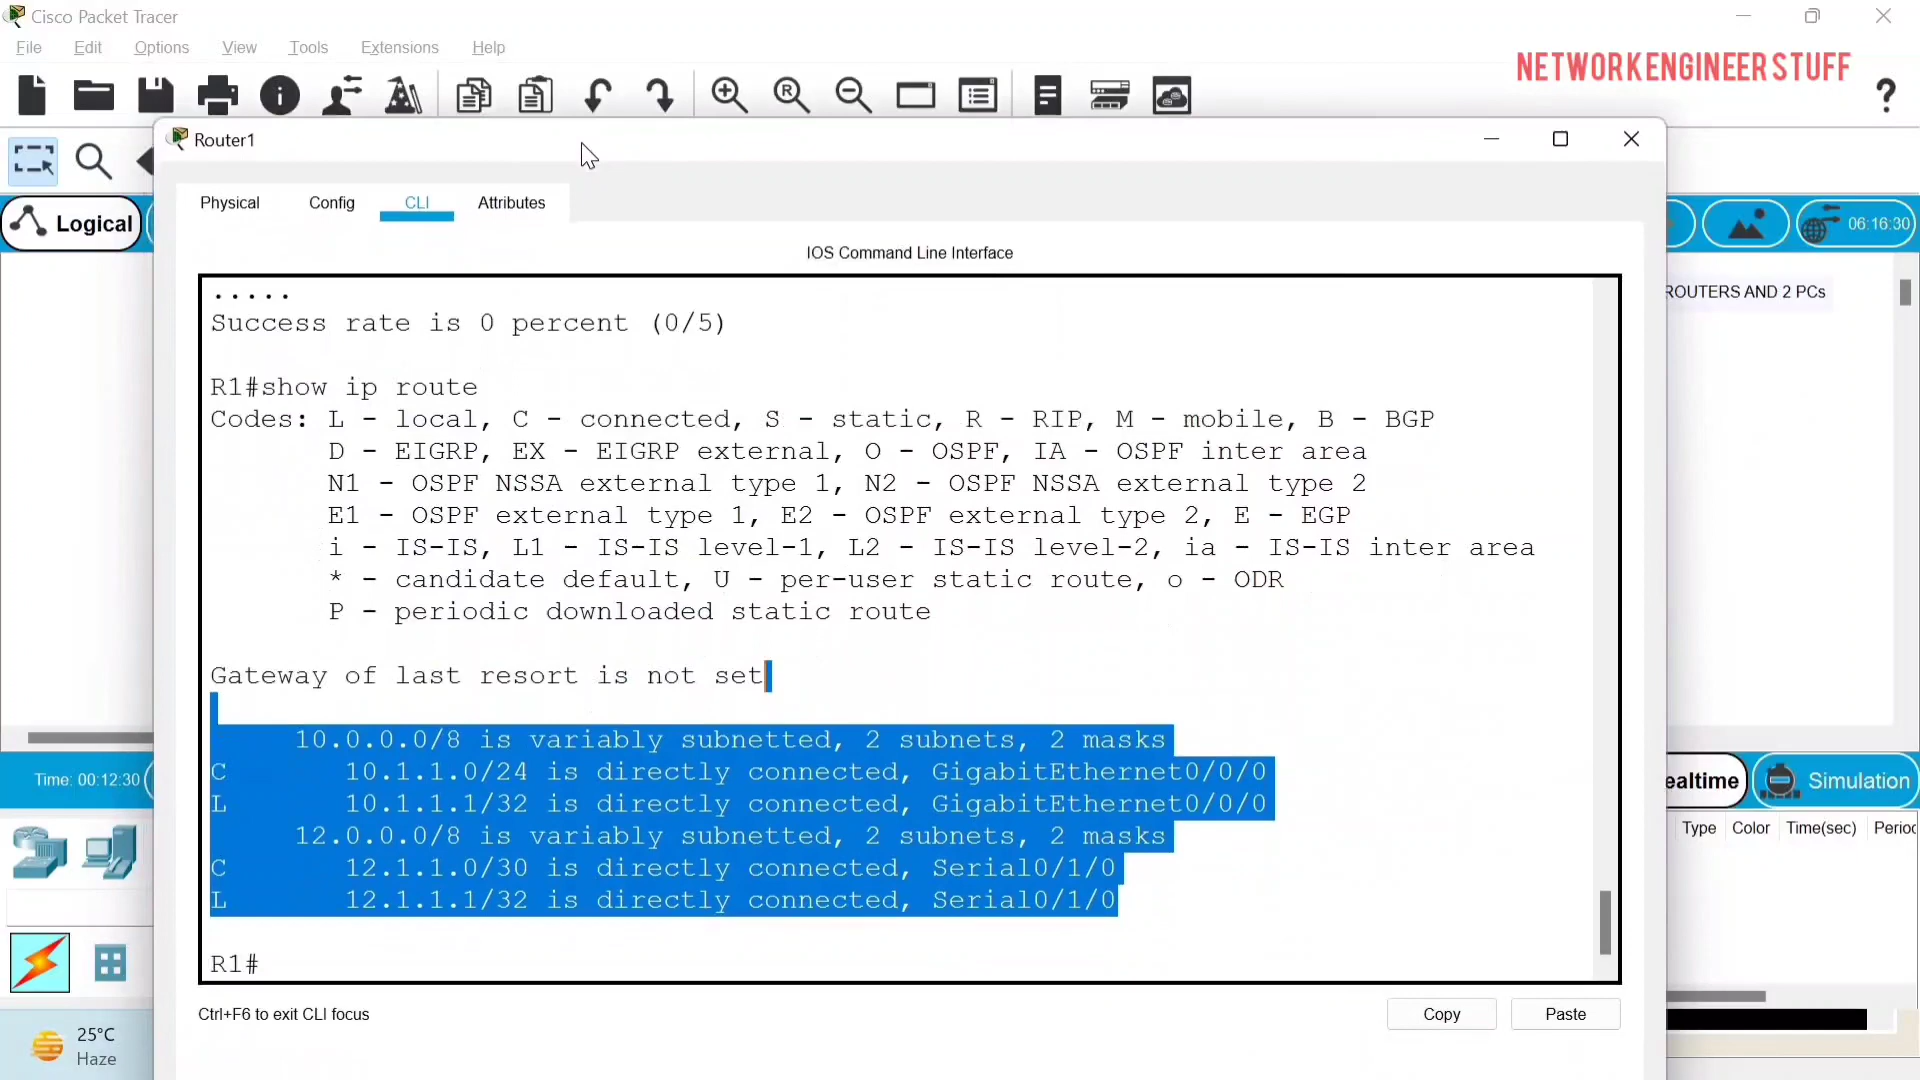 Cisco Packet Tracer
File Edit Options View Tools Extensions Help
NETWORKENGINEER STUFF
?
Router1
Physical Config CLI Attributes
Logical
06:16:30
IOS Command Line Interface
ROUTERS AND 2 PCs
.....
Success rate is 0 percent (0/5)
R1#show ip route
Codes: L - local, C - connected, S - static, R - RIP, M - mobile, B - BGP
D - EIGRP, EX - EIGRP external, O - OSPF, IA - OSPF inter area
N1 - OSPF NSSA external type 1, N2 - OSPF NSSA external type 2
E1 - OSPF external type 1, E2 - OSPF external type 2, E - EGP
i - IS-IS, L1 - IS-IS level-1, L2 - IS-IS level-2, ia - IS-IS inter area
* - candidate default, U - per-user static route, o - ODR
P - periodic downloaded static route
Gateway of last resort is not set
10.0.0.0/8 is variably subnetted, 2 subnets, 2 masks
C 10.1.1.0/24 is directly connected, GigabitEthernet0/0/0
L 10.1.1.1/32 is directly connected, GigabitEthernet0/0/0
12.0.0.0/8 is variably subnetted, 2 subnets, 2 masks
C 12.1.1.0/30 is directly connected, Serial0/1/0
L 12.1.1.1/32 is directly connected, Serial0/1/0
R1#
Time: 00:12:30
ealtime Simulation
Type Color Time(sec) Perioc
Ctrl+F6 to exit CLI focus
Copy Paste
25°C
Haze